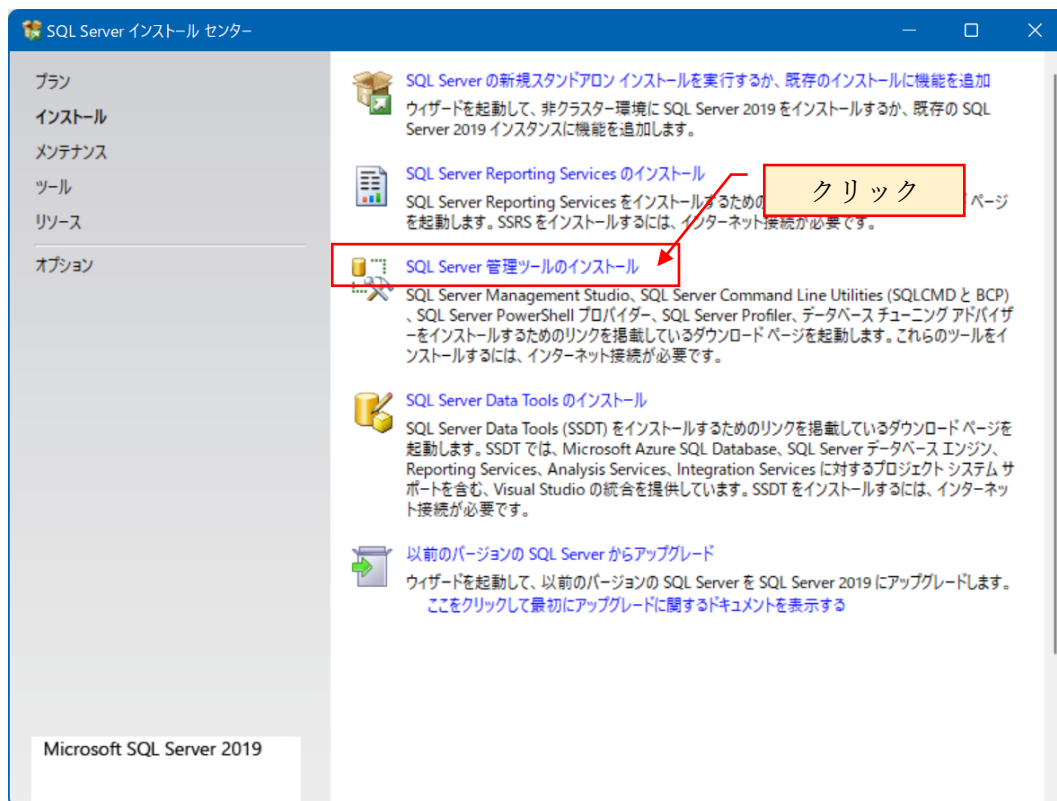 SQL Server インストール センター
プラン
インストール
メンテナンス
ツール
リソース
オプション
SQL Server の新規スタンドアロン インストールを実行するか、既存のインストールに機能を追加
ウィザードを起動して、非クラスター環境に SQL Server 2019 をインストールするか、既存の SQL
Server 2019 インスタンスに機能を追加します。
SQL Server Reporting Services のインストール
クリック
SQL Server Reporting Services をインストールするための
ページ
を起動します。SSRS をインストールするには、インターネット接続が必要です。
SQL Server 管理ツールのインストール
SQL Server Management Studio、SQL Server Command Line Utilities (SQLCMD と BCP)
、SQL Server PowerShell プロバイダー、SQL Server Profiler、データベース チューニング アドバイザ
ーをインストールするためのリンクを掲載しているダウンロード ページを起動します。これらのツールをイ
ンストールするには、インターネット接続が必要です。
SQL Server Data Tools のインストール
SQL Server Data Tools (SSDT) をインストールするためのリンクを掲載しているダウンロード ページを
起動します。SSDT では、Microsoft Azure SQL Database、SQL Server データベース エンジン、
Reporting Services、Analysis Services、Integration Services に対するプロジェクト システム サ
ポートを含む、Visual Studio の統合を提供しています。SSDT をインストールするには、インターネッ
ト接続が必要です。
以前のバージョンの SQL Server からアップグレード
ウィザードを起動して、以前のバージョンの SQL Server を SQL Server 2019 にアップグレードします。
ここをクリックして最初にアップグレードに関するドキュメントを表示する
Microsoft SQL Server 2019